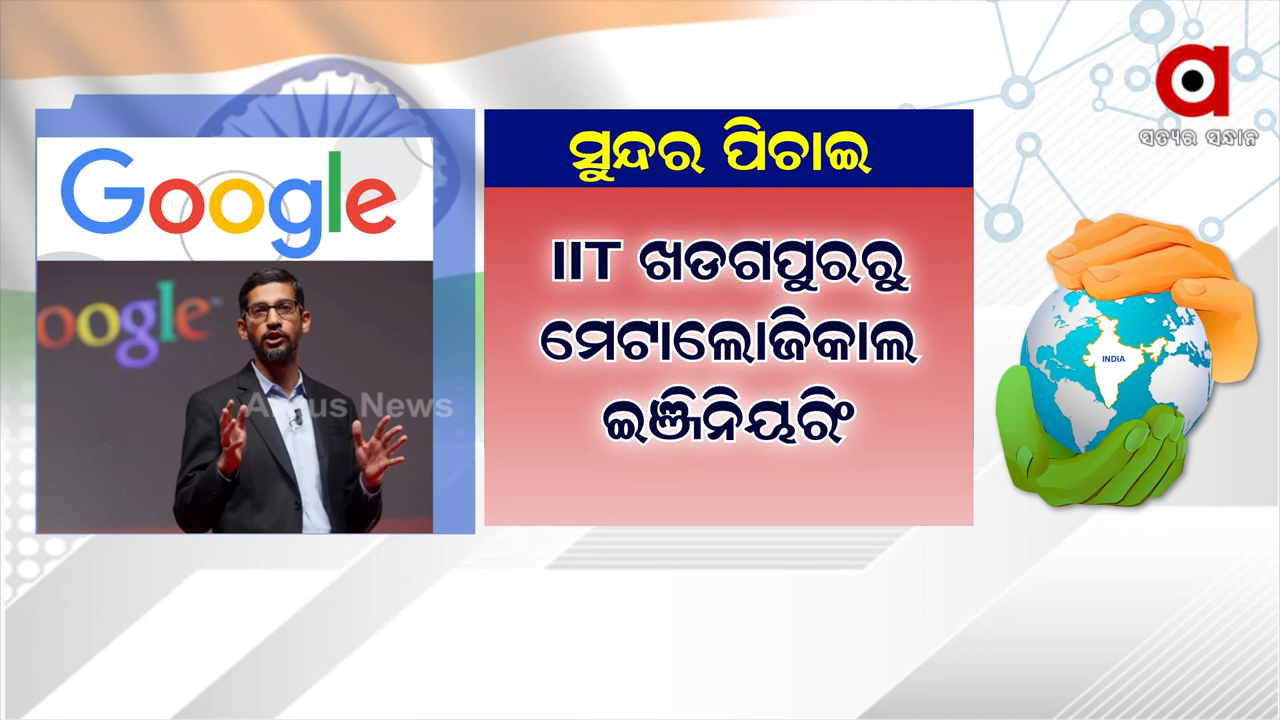 ସୁନ୍ଦର ପିଚାଇ
ସତ୍ୟର ସନ୍ଧାନ
Google
IIT ଖଡଗପୁରରୁ
ମେଟାଲୋଜିକାଲ
ଇଞ୍ଜିନିୟରିଂ
oogle
INDIA
Argus News